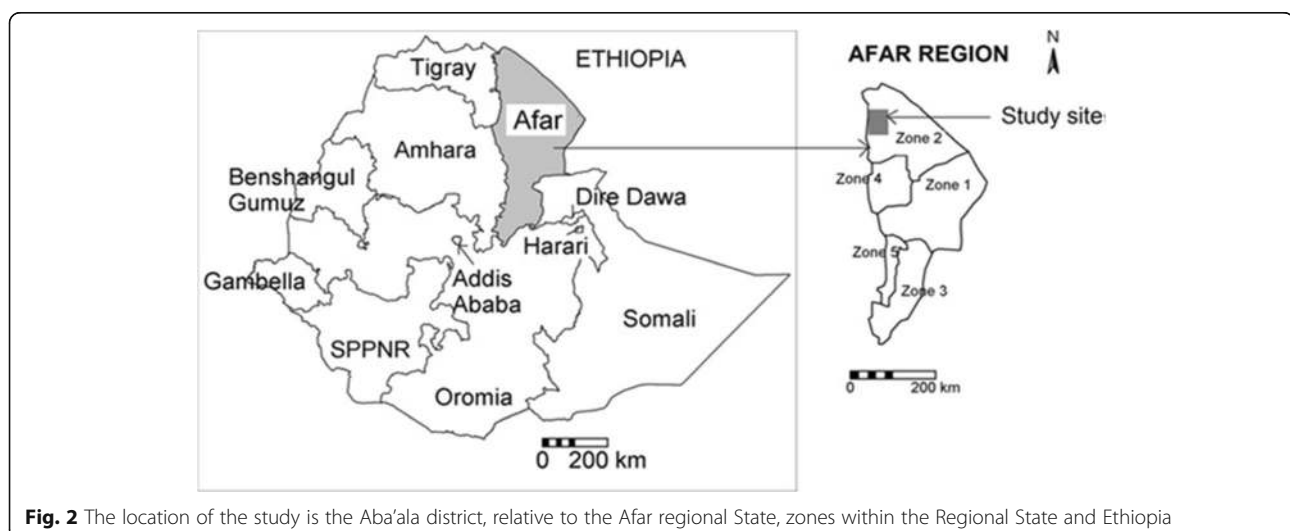 ETHIOPIA
Tigray
Afar
Amhara
Benshangul
Gumuz
Dire Dawa
Harari
Gambella
Addis
Ababa
Somali
SPPNR
Oromia
0 200 km
AFAR REGION
N
Study site
Zone 2
Zone 4
Zone 1
Zone 5
Zone 3
0 200 km
Fig. 2 The location of the study is the Aba'ala district, relative to the Afar regional State, zones within the Regional State and Ethiopia